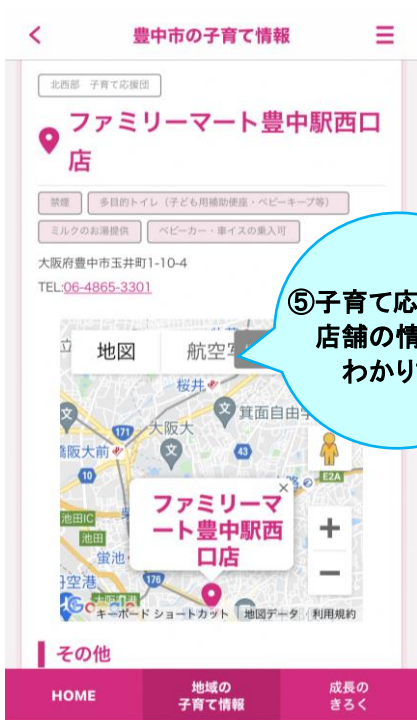 豊中市の子育て情報
北西部 子育て応援団
ファミリーマート豊中駅西口
店
禁煙
多目的トイレ（子ども用補助便座・ベビーキープ等）
ミルクのお湯提供
ベビーカー・車イスの乗入可
大阪府豊中市玉井町1-10-4
TEL:06-4865-3301
⑤子育て応
店舗の情
わかり
地図
航空写
桜井
箕面自由学
171
大阪大
阪大前
43
10
E2A
ファミリーマ
ート豊中駅西
口店
池田IC
池田
蛍池
176
キーボード ショートカット
地図データ
利用規約
その他
HOME
地域の
子育て情報
成長の
きろく